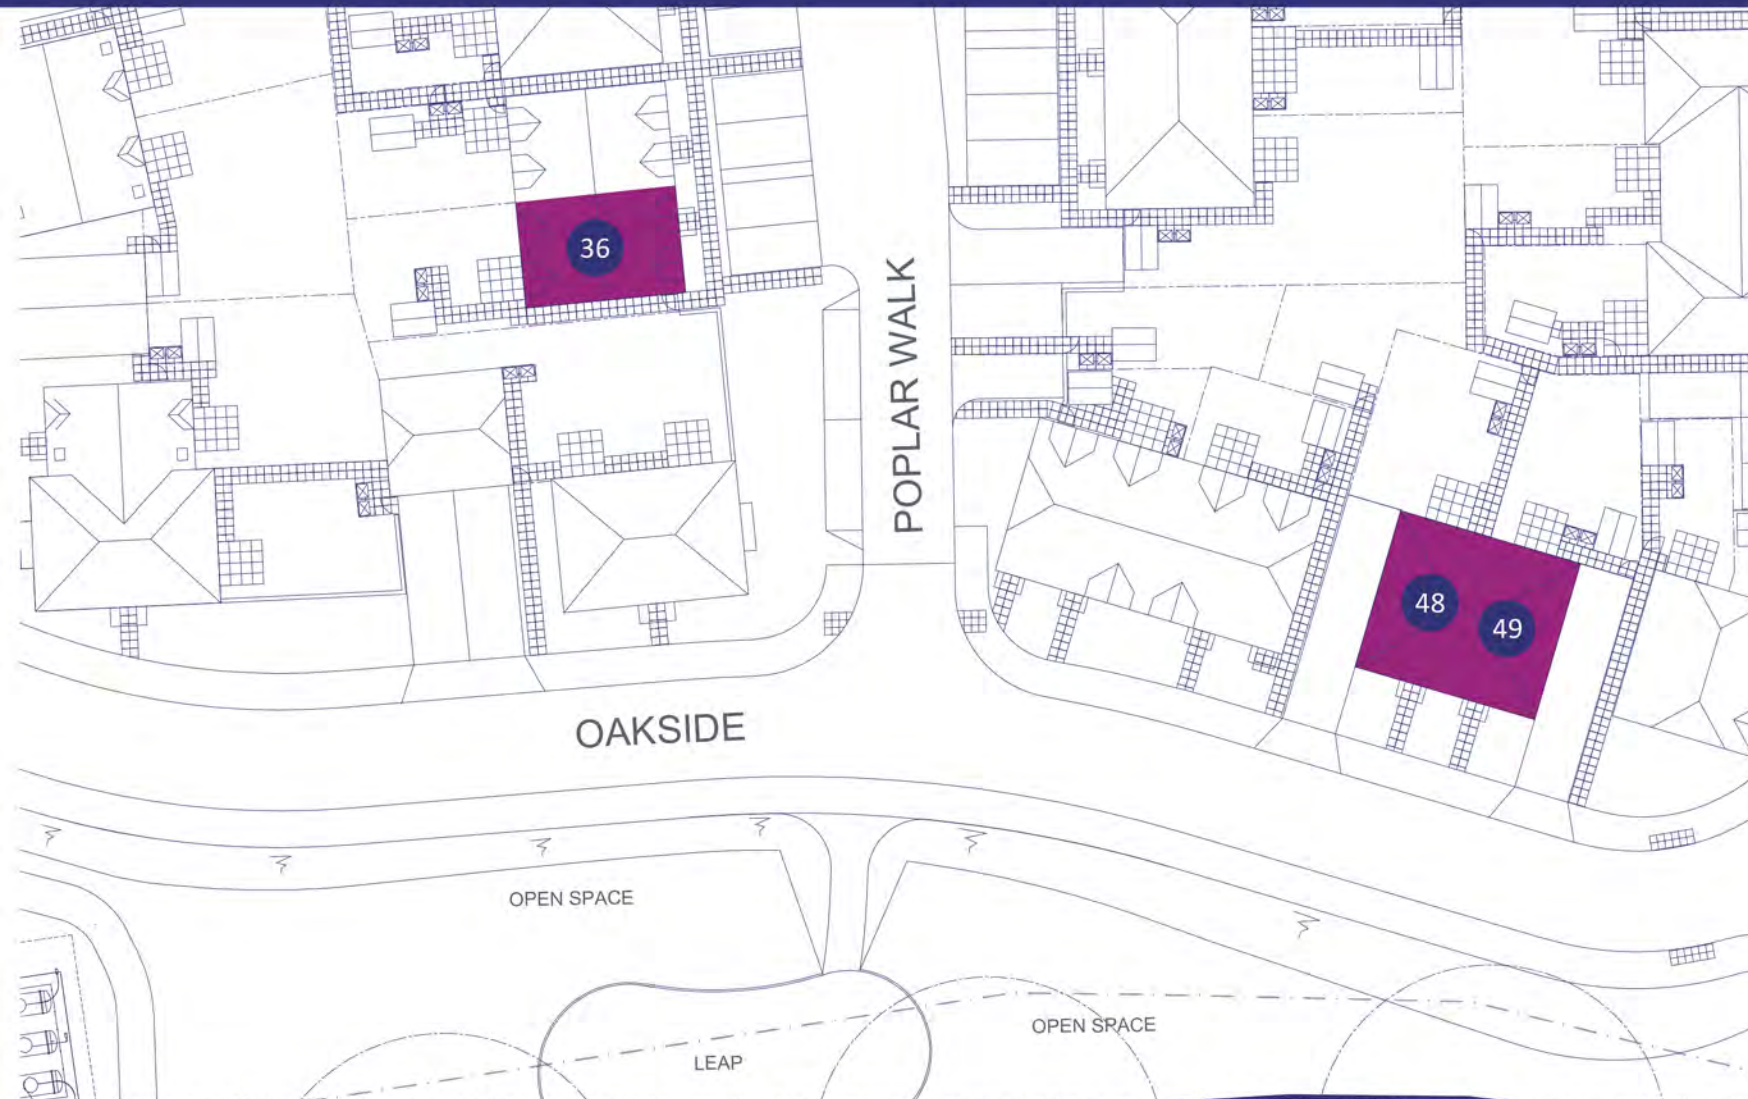 36
POPLAR WALK
48
49
OAKSIDE
OPEN SPACE
OPEN SPACE
LEAP